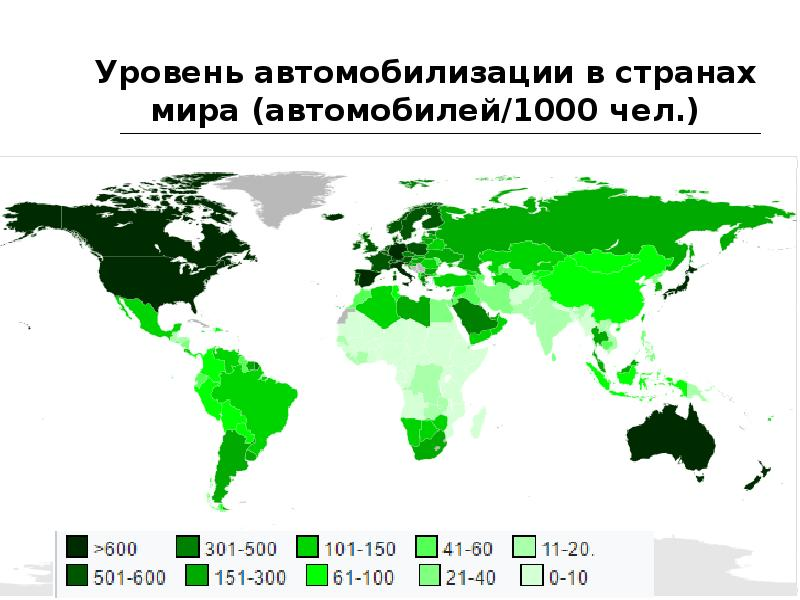 Уровень автомобилизации в странах
мира (автомобилей/1000 чел.)
>600 301-500 101-150 41-60 11-20.
501-600 151-300 61-100 21-40 0-10